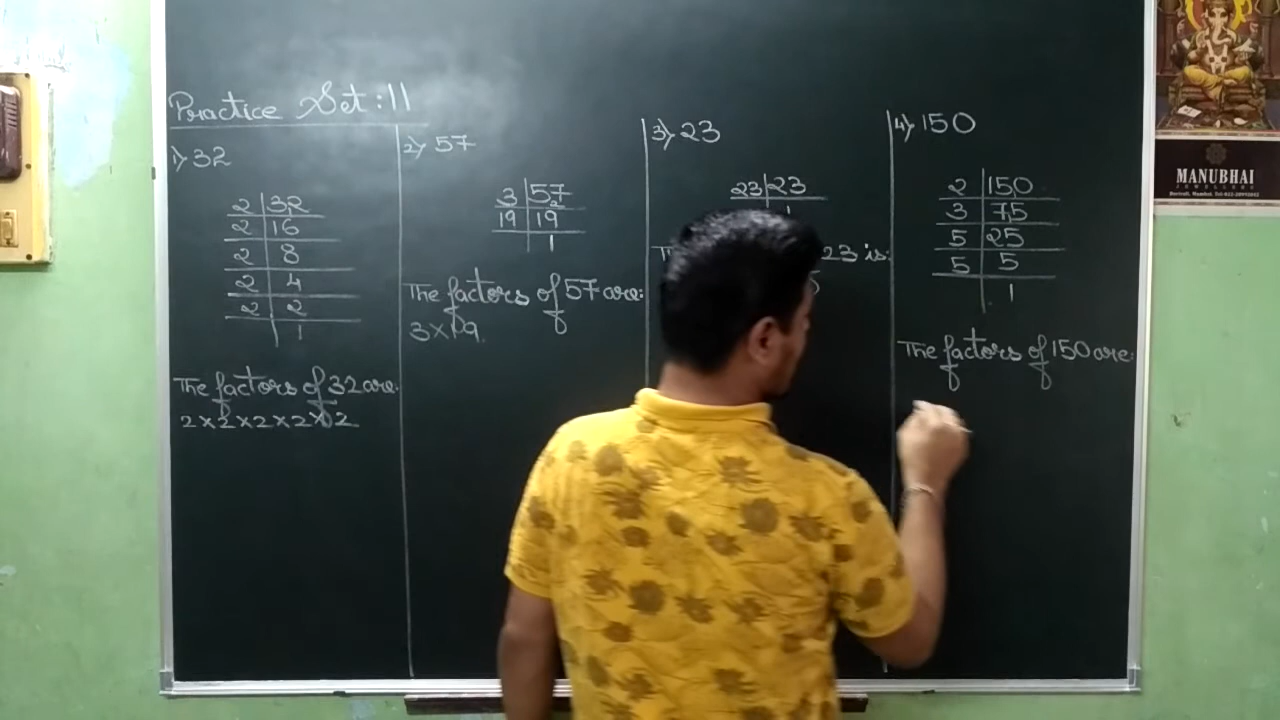 Practice Set : 11
1) 32
2 | 32
2 | 16
2 | 8
2 | 4
2 | 2
1
The factors of 32 are:
2 × 2 × 2 × 2 × 2
2) 57
3 | 57
19 | 19
1
The factors of 57 are:
3 × 19
3) 23
23 | 23
23 is:
4) 150
2 | 150
3 | 75
5 | 25
5 | 5
1
The factors of 150 are:
MANUBHAI
JEWELLERS